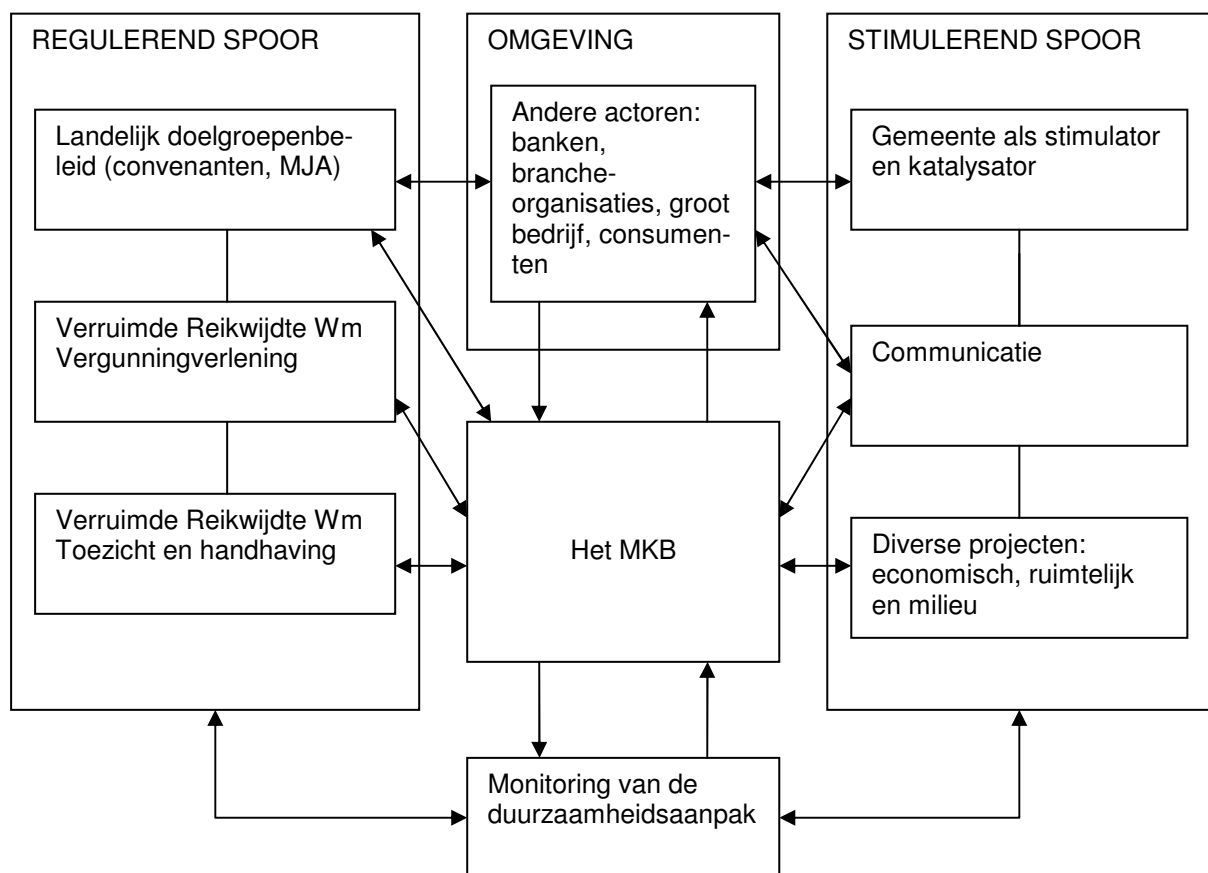 REGULEREND SPOOR
Landelijk doelgroepenbe-
leid (convenanten, MJA)
Verruimde Reikwijdte Wm
Vergunningverlening
Verruimde Reikwijdte Wm
Toezicht en handhaving
OMGEVING
Andere actoren:
banken,
branche-
organisaties, groot
bedrijf, consumen-
ten
Het MKB
Monitoring van de
duurzaamheidsaanpak
STIMULEREND SPOOR
Gemeente als stimulator
en katalysator
Communicatie
Diverse projecten:
economisch, ruimtelijk
en milieu